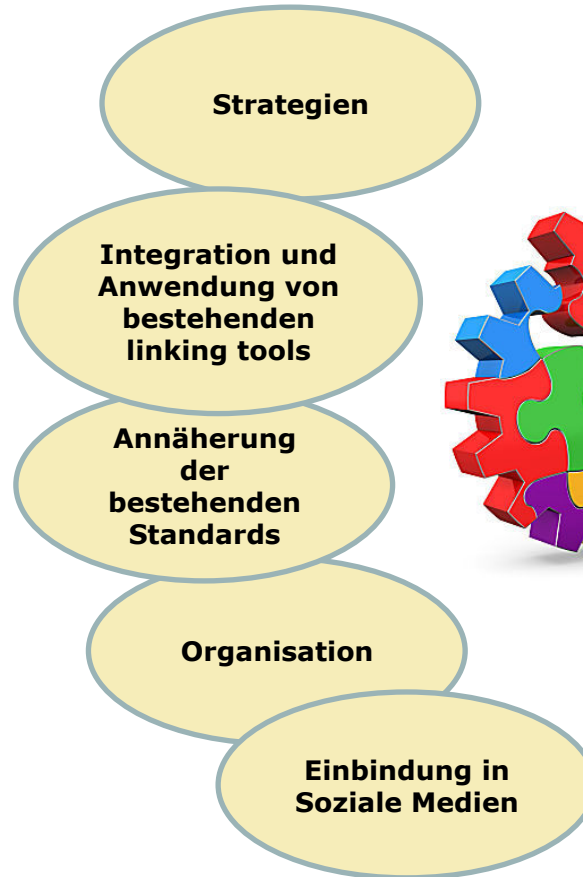 Strategien
Integration und
Anwendung von
bestehenden
linking tools
Annäherung
der
bestehenden
Standards
Organisation
Einbindung in
Soziale Medien